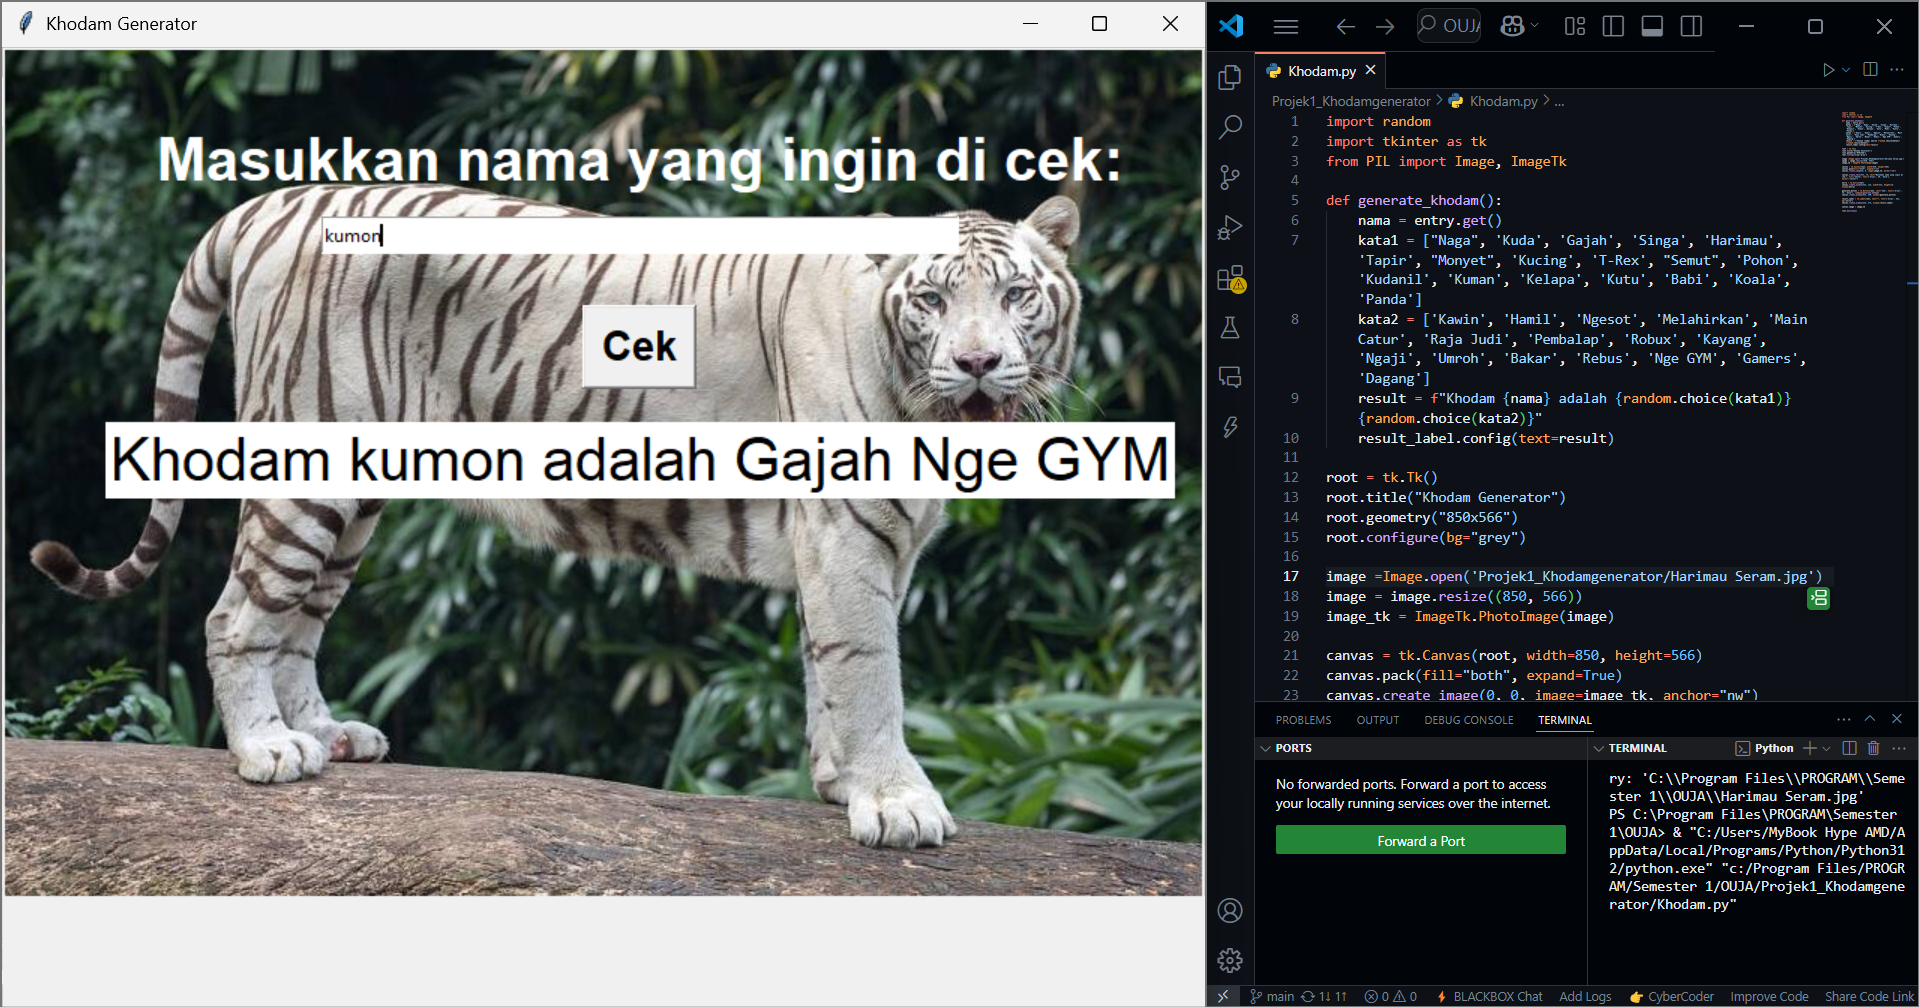 Khodam Generator
Masukkan nama yang ingin di cek:
kumon
Cek
Khodam kumon adalah Gajah Nge GYM
OUJ
Khodam.py
Projek1_Khodamgenerator > Khodam.py > ...
1 import random
2 import tkinter as tk
3 from PIL import Image, ImageTk
4
5 def generate_khodam():
6 nama = entry.get()
7 kata1 = ["Naga", 'Kuda', 'Gajah', 'Singa', 'Harimau',
'Tapir', "Monyet", 'Kucing', 'T-Rex', "Semut", 'Pohon',
'Kudanil', 'Kuman', 'Kelapa', 'Kutu', 'Babi', 'Koala',
'Panda']
8 kata2 = ['Kawin', 'Hamil', 'Ngesot', 'Melahirkan', 'Main
Catur', 'Raja Judi', 'Pembalap', 'Robux', 'Kayang',
'Ngaji', 'Umroh', 'Bakar', 'Rebus', 'Nge GYM', 'Gamers',
'Dagang']
9 result = f"Khodam {nama} adalah {random.choice(kata1)}
{random.choice(kata2)}"
10 result_label.config(text=result)
11
12 root = tk.Tk()
13 root.title("Khodam Generator")
14 root.geometry("850x566")
15 root.configure(bg="grey")
16
17 image =Image.open('Projek1_Khodamgenerator/Harimau Seram.jpg')
18 image = image.resize((850, 566))
19 image_tk = ImageTk.PhotoImage(image)
20
21 canvas = tk.Canvas(root, width=850, height=566)
22 canvas.pack(fill="both", expand=True)
23 canvas.create_image(0, 0, image=image_tk, anchor="nw")
PROBLEMS OUTPUT DEBUG CONSOLE TERMINAL
PORTS
No forwarded ports. Forward a port to access
your locally running services over the internet.
Forward a Port
TERMINAL Python
ry: 'C:\\Program Files\\PROGRAM\\Seme
ster 1\\OUJA\\Harimau Seram.jpg'
PS C:\Program Files\PROGRAM\Semester
1\OUJA> & "C:/Users/MyBook Hype AMD/A
ppData/Local/Programs/Python/Python31
2/python.exe" "c:/Program Files/PROGR
AM/Semester 1/OUJA/Projek1_Khodamgene
rator/Khodam.py"
main 1↓ 1↑ 0 0 BLACKBOX Chat Add Logs CyberCoder Improve Code Share Code Link